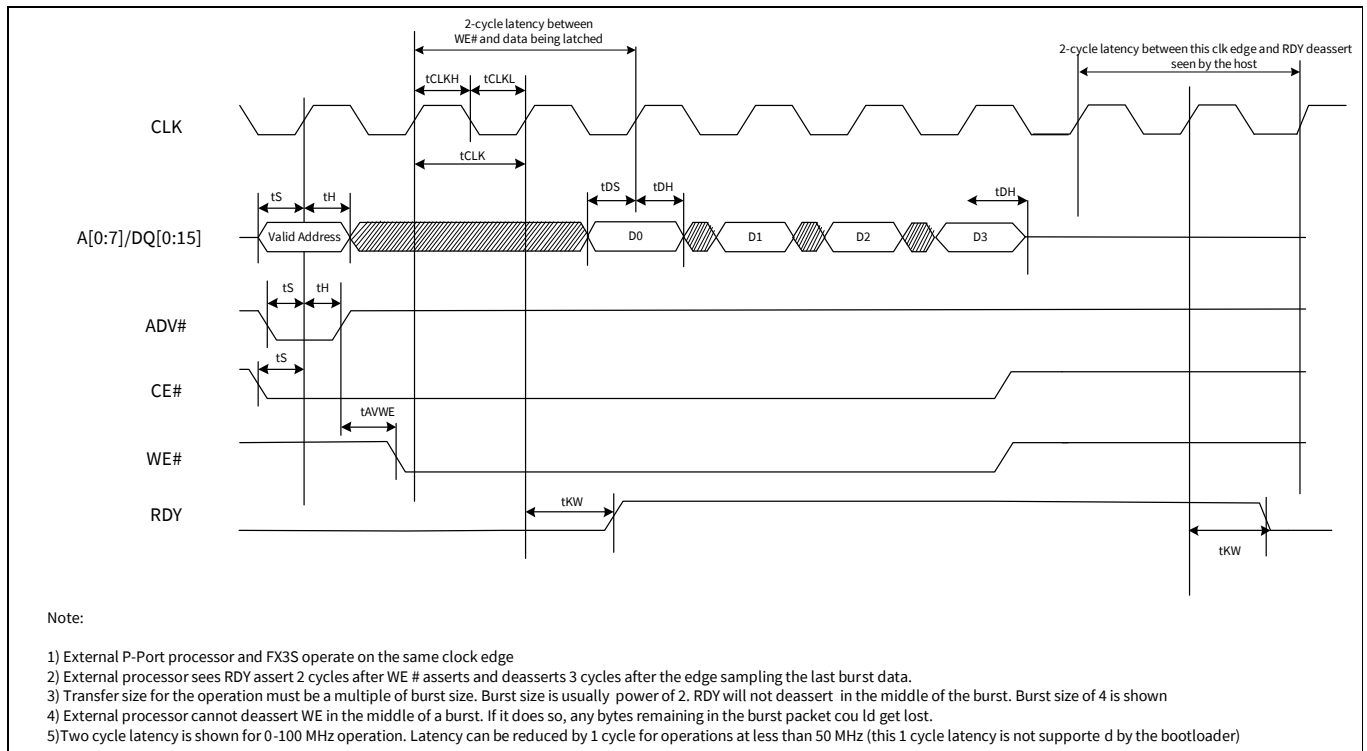 2-cycle latency between
WE# and data being latched
2-cycle latency between this clk edge and RDY deassert
seen by the host
tCLKH
tCLKL
CLK
tCLK
tS
tH
tDS
tDH
tDH
A[0:7]/DQ[0:15]
Valid Address
D0
D1
D2
D3
tS
tH
ADV#
tS
CE#
tAVWE
WE#
tKW
RDY
tKW
Note:
1) External P-Port processor and FX3S operate on the same clock edge
2) External processor sees RDY assert 2 cycles after WE # asserts and deasserts 3 cycles after the edge sampling the last burst data.
3) Transfer size for the operation must be a multiple of burst size. Burst size is usually power of 2. RDY will not deassert in the middle of the burst. Burst size of 4 is shown
4) External processor cannot deassert WE in the middle of a burst. If it does so, any bytes remaining in the burst packet cou ld get lost.
5)Two cycle latency is shown for 0-100 MHz operation. Latency can be reduced by 1 cycle for operations at less than 50 MHz (this 1 cycle latency is not supporte d by the bootloader)